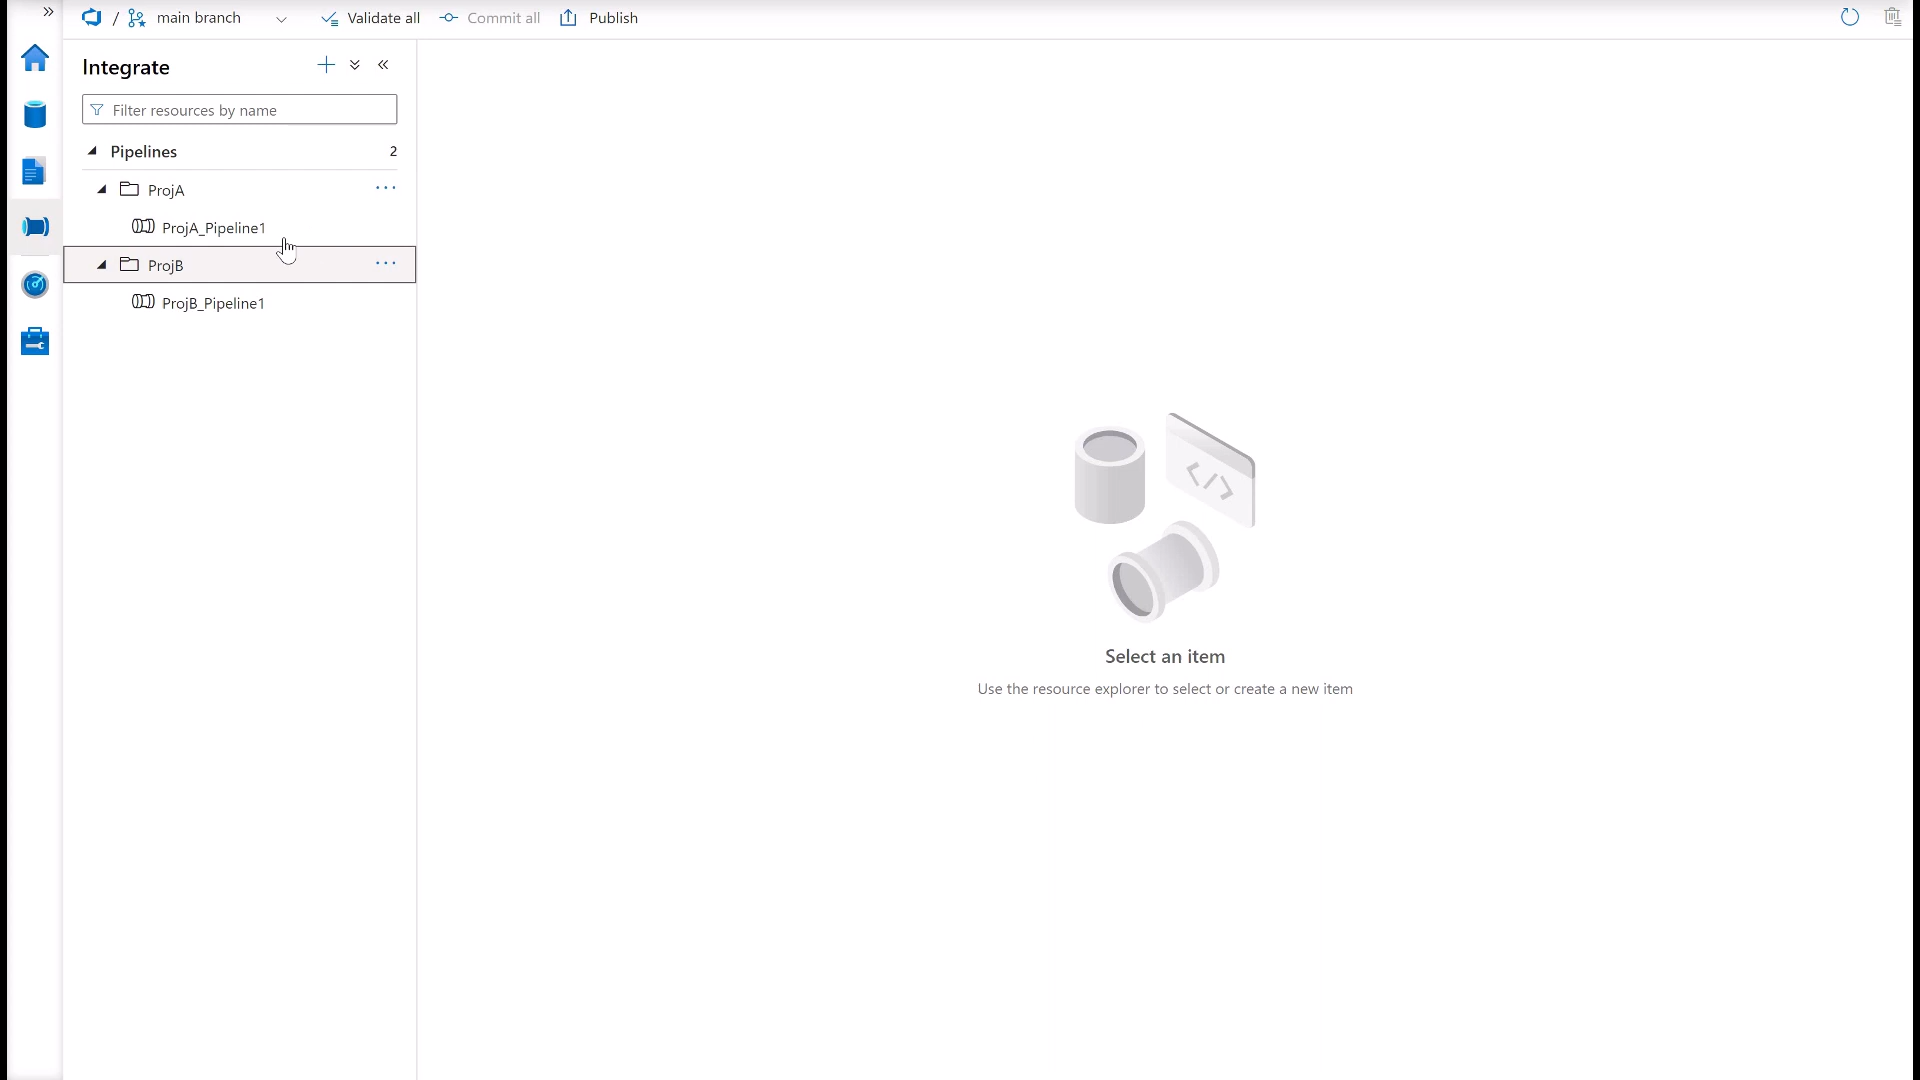 / main branch Validate all Commit all Publish
Integrate
Filter resources by name
Pipelines 2
ProjA ...
ProjA_Pipeline1
ProjB ...
ProjB_Pipeline1
</>
Select an item
Use the resource explorer to select or create a new item